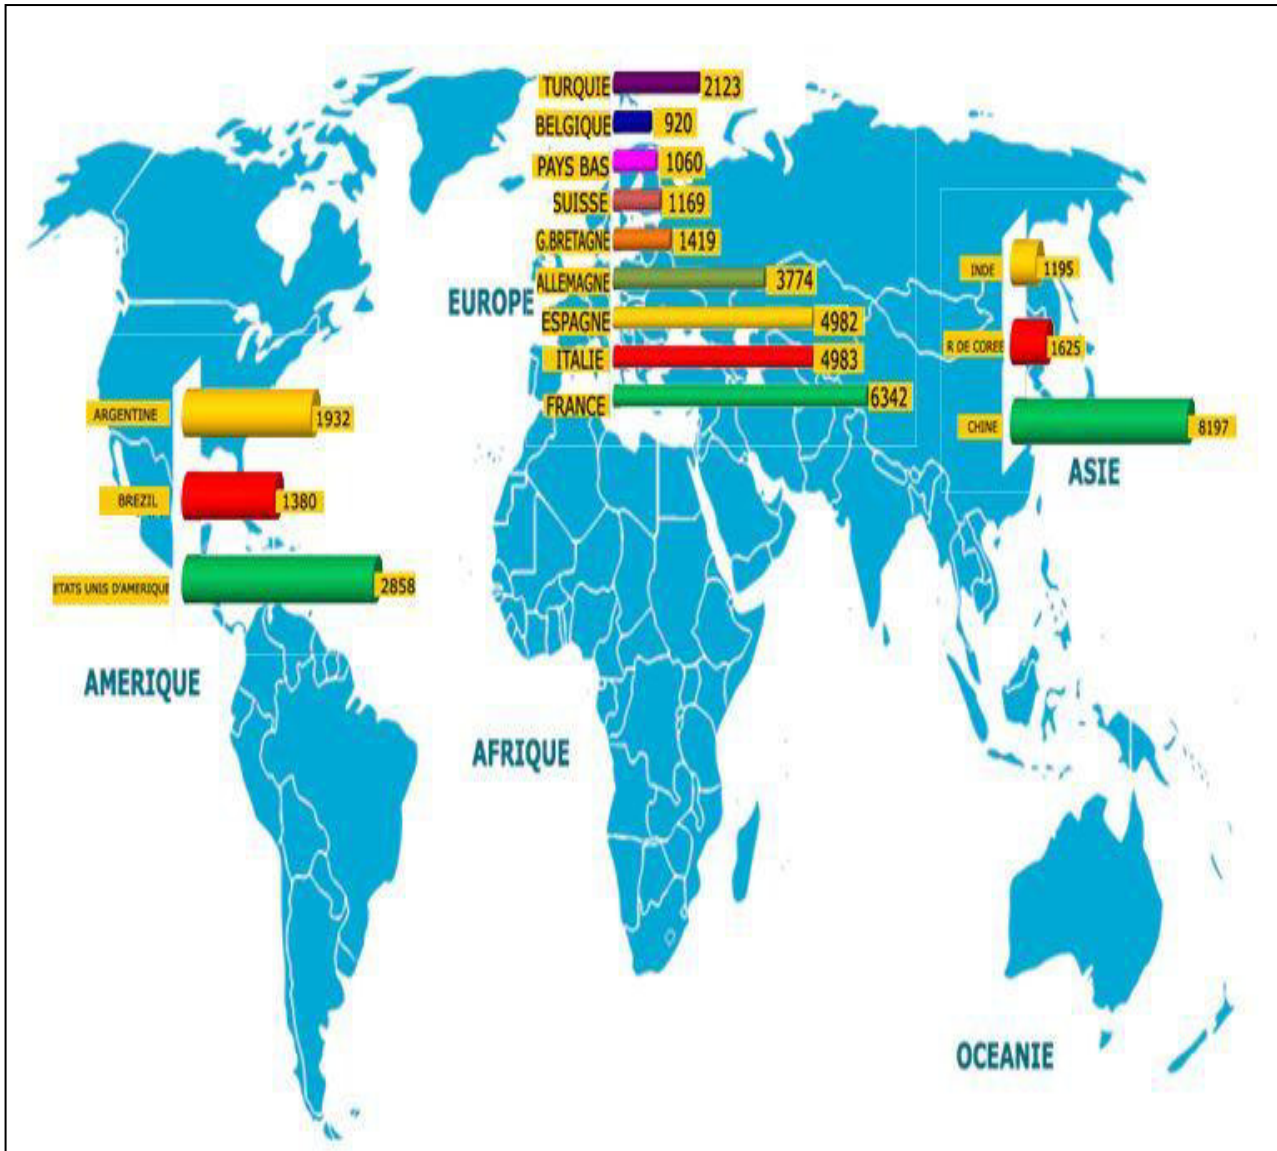 TURQUIE 2123
BELGIQUE 920
PAYS BAS 1060
SUISSE 1169
G.BRETAGNE 1419
ALLEMAGNE 3774
ESPAGNE 4982
ITALIE 4983
FRANCE 6342
EUROPE
INDE 1195
R DE COREE 1625
CHINE 8197
ASIE
ARGENTINE 1932
BREZIL 1380
ETATS UNIS D'AMERIQUE 2858
AMERIQUE
AFRIQUE
OCEANIE